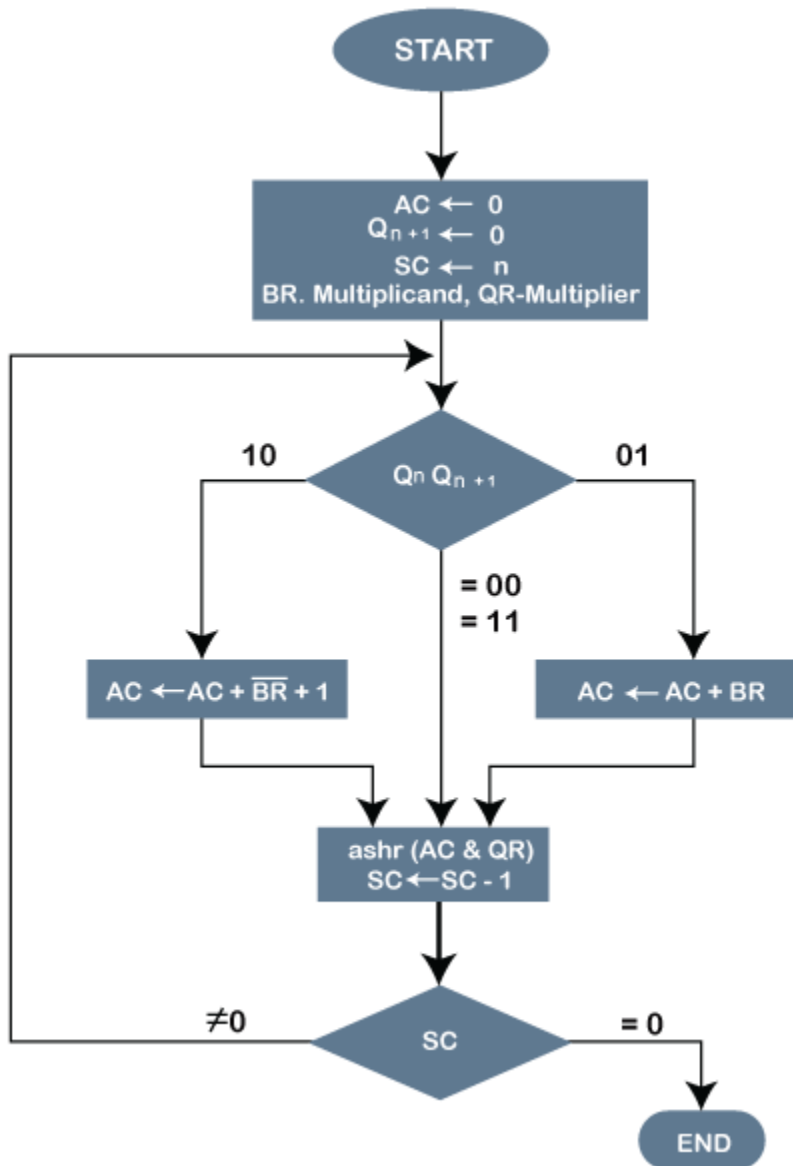 START
AC ← 0
Qn+1 ← 0
SC ← n
BR. Multiplicand, QR-Multiplier
10
Qn Qn+1
01
= 00
= 11
AC ← AC + B̅R̅ + 1
AC ← AC + BR
ashr (AC & QR)
SC ← SC - 1
≠0
SC
= 0
END